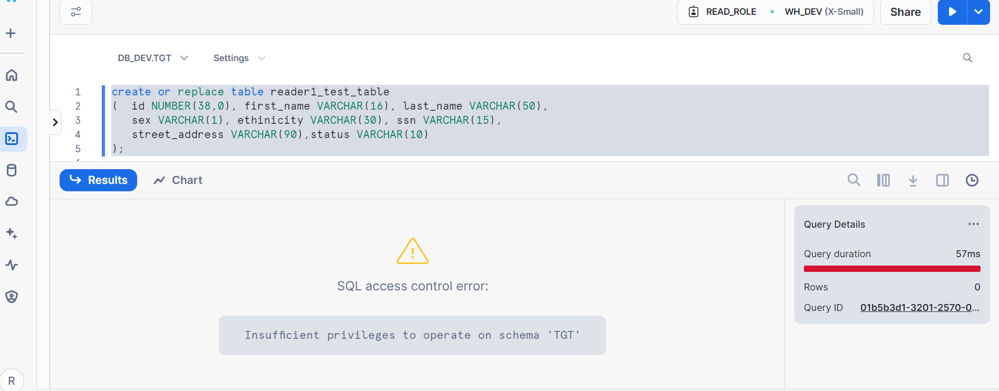 READ_ROLE WH_DEV (X-Small) Share
DB_DEV.TGT Settings
1 create or replace table reader1_test_table
2 ( id NUMBER(38,0), first_name VARCHAR(16), last_name VARCHAR(50),
3 sex VARCHAR(1), ethinicity VARCHAR(30), ssn VARCHAR(15),
4 street_address VARCHAR(90),status VARCHAR(10)
5 );
Results Chart
SQL access control error:
Insufficient privileges to operate on schema 'TGT'
Query Details ...
Query duration 57ms
Rows 0
Query ID 01b5b3d1-3201-2570-0...
R